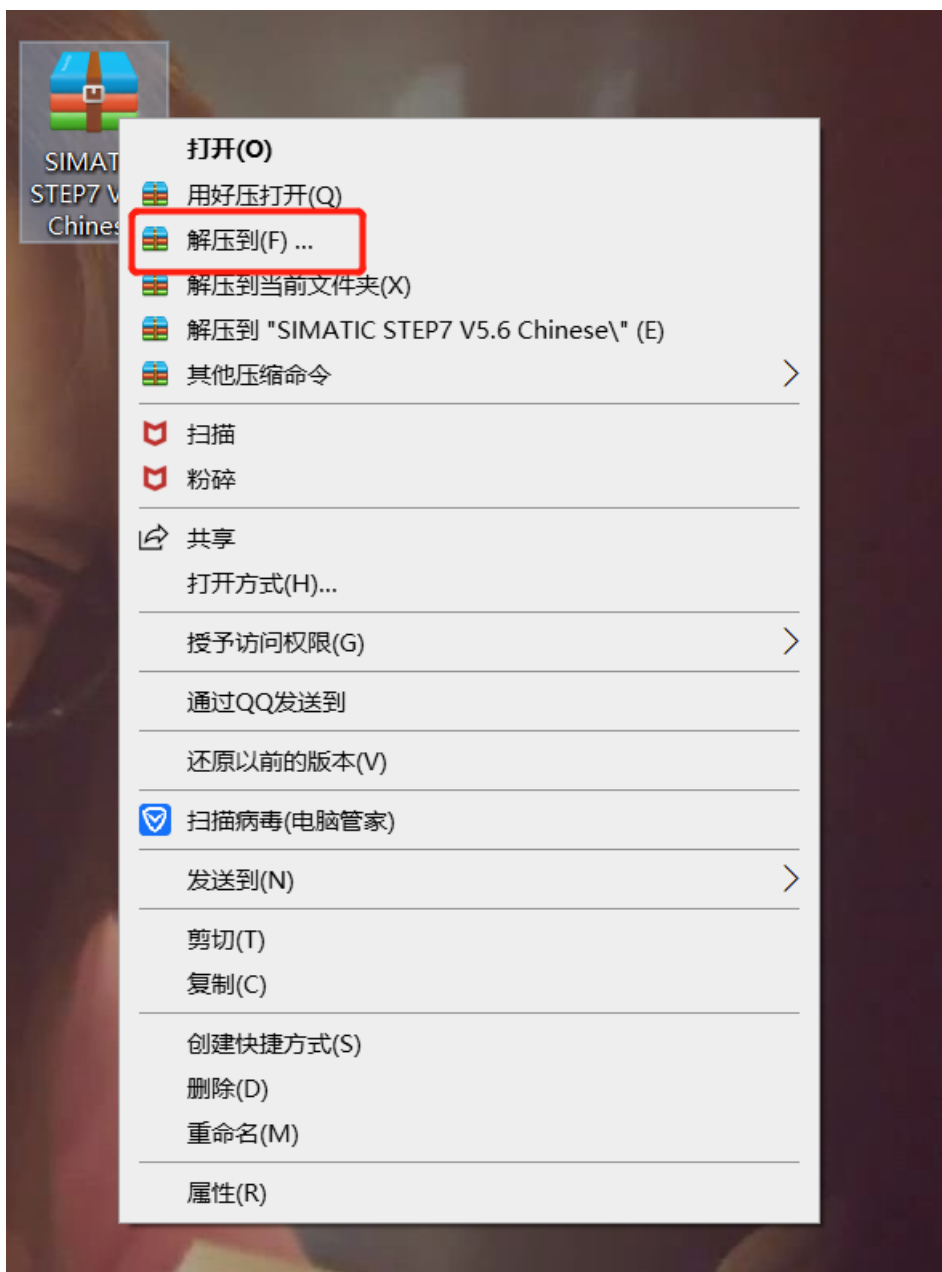 SIMAT
STEP7
Chines
打开(O)
用好压打开(Q)
解压到(F) ...
解压到当前文件夹(X)
解压到 "SIMATIC STEP7 V5.6 Chinese\" (E)
其他压缩命令
扫描
粉碎
共享
打开方式(H)...
授予访问权限(G)
通过QQ发送到
还原以前的版本(V)
扫描病毒(电脑管家)
发送到(N)
剪切(T)
复制(C)
创建快捷方式(S)
删除(D)
重命名(M)
属性(R)